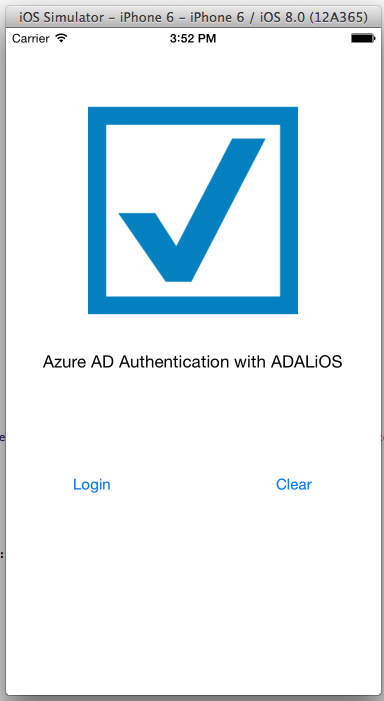 iOS Simulator - iPhone 6 - iPhone 6 / iOS 8.0 (12A365)
Carrier 3:52 PM
Azure AD Authentication with ADALiOS
e
Login Clear
: